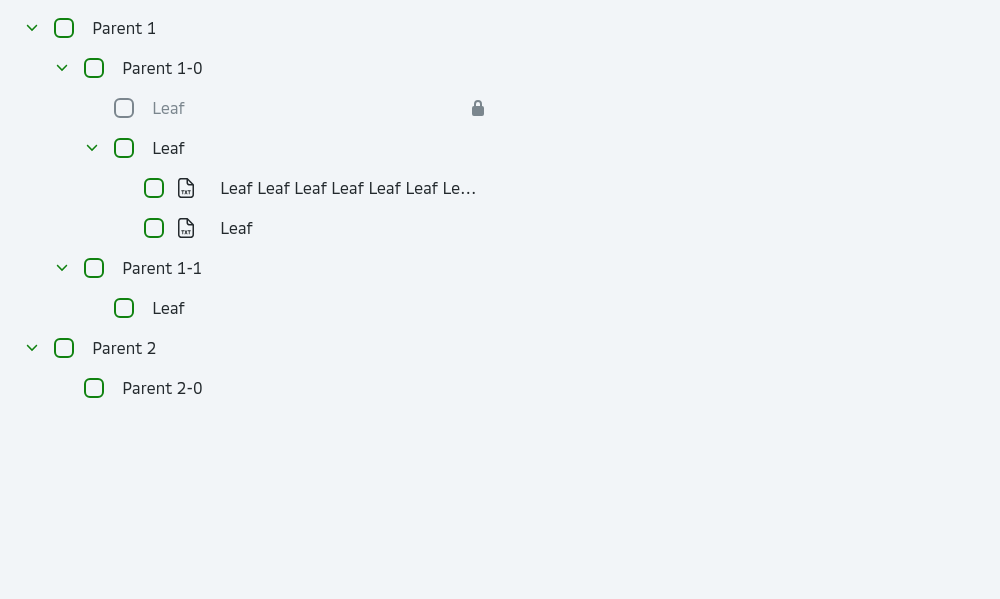 Parent 1
Parent 1-0
Leaf
Leaf
TXT Leaf Leaf Leaf Leaf Leaf Leaf Le...
TXT Leaf
Parent 1-1
Leaf
Parent 2
Parent 2-0